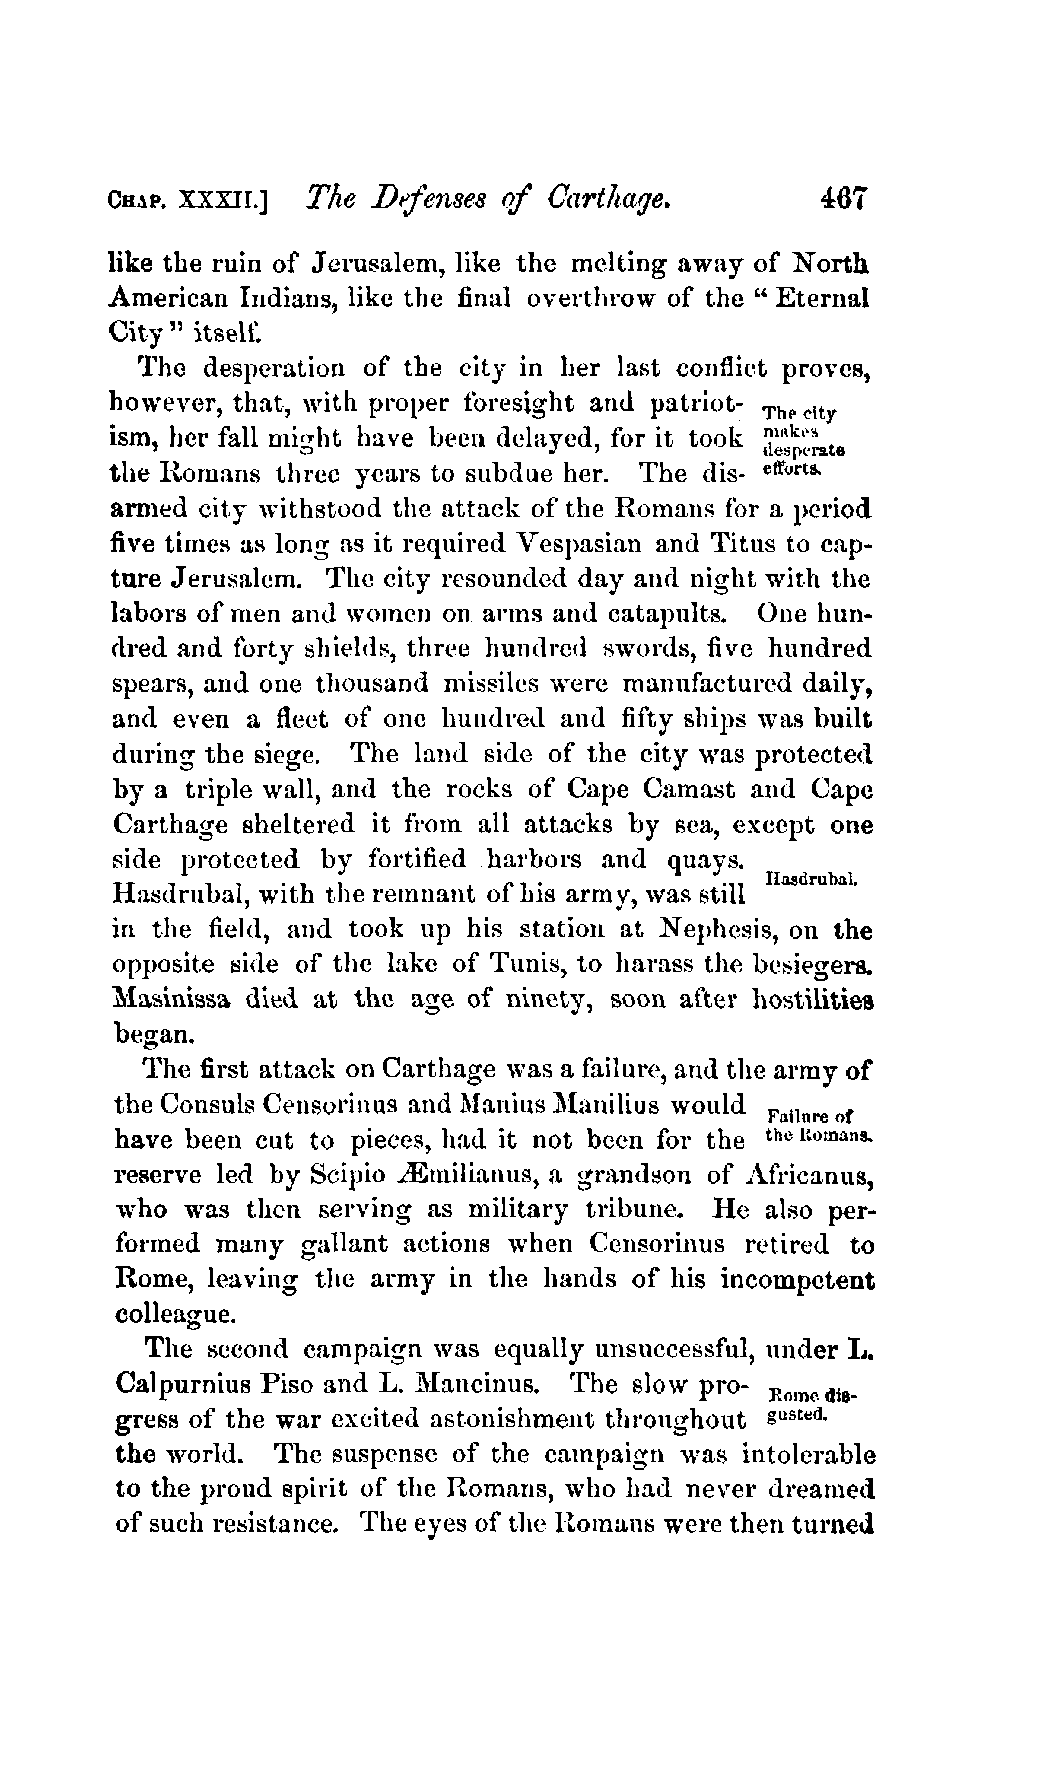 CHAP. XXXII.] The Defenses of Carthage. 467
like the ruin of Jerusalem, like the melting away of North
American Indians, like the final overthrow of the " Eternal
City" itself.
The desperation of the city in her last conflict proves,
however, that, with proper foresight and patriot-
The city
ism, her fall might have been delayed, for it took
makes
desperate
the Romans three years to subdue her. The dis-
efforts.
armed city withstood the attack of the Romans for a period
five times as long as it required Vespasian and Titus to cap-
ture Jerusalem. The city resounded day and night with the
labors of men and women on arms and catapults. One hun-
dred and forty shields, three hundred swords, five hundred
spears, and one thousand missiles were manufactured daily,
and even a fleet of one hundred and fifty ships was built
during the siege. The land side of the city was protected
by a triple wall, and the rocks of Cape Camast and Cape
Carthage sheltered it from all attacks by sea, except one
side protected by fortified harbors and quays.
Hasdrubal.
Hasdrubal, with the remnant of his army, was still
in the field, and took up his station at Nephesis, on the
opposite side of the lake of Tunis, to harass the besiegers.
Masinissa died at the age of ninety, soon after hostilities
began.
The first attack on Carthage was a failure, and the army of
the Consuls Censorinus and Manius Manilius would
Failure of
have been cut to pieces, had it not been for the
the Romans.
reserve led by Scipio Æmilianus, a grandson of Africanus,
who was then serving as military tribune. He also per-
formed many gallant actions when Censorinus retired to
Rome, leaving the army in the hands of his incompetent
colleague.
The second campaign was equally unsuccessful, under L.
Calpurnius Piso and L. Mancinus. The slow pro-
Rome dis-
gress of the war excited astonishment throughout
gusted.
the world. The suspense of the campaign was intolerable
to the proud spirit of the Romans, who had never dreamed
of such resistance. The eyes of the Romans were then turned